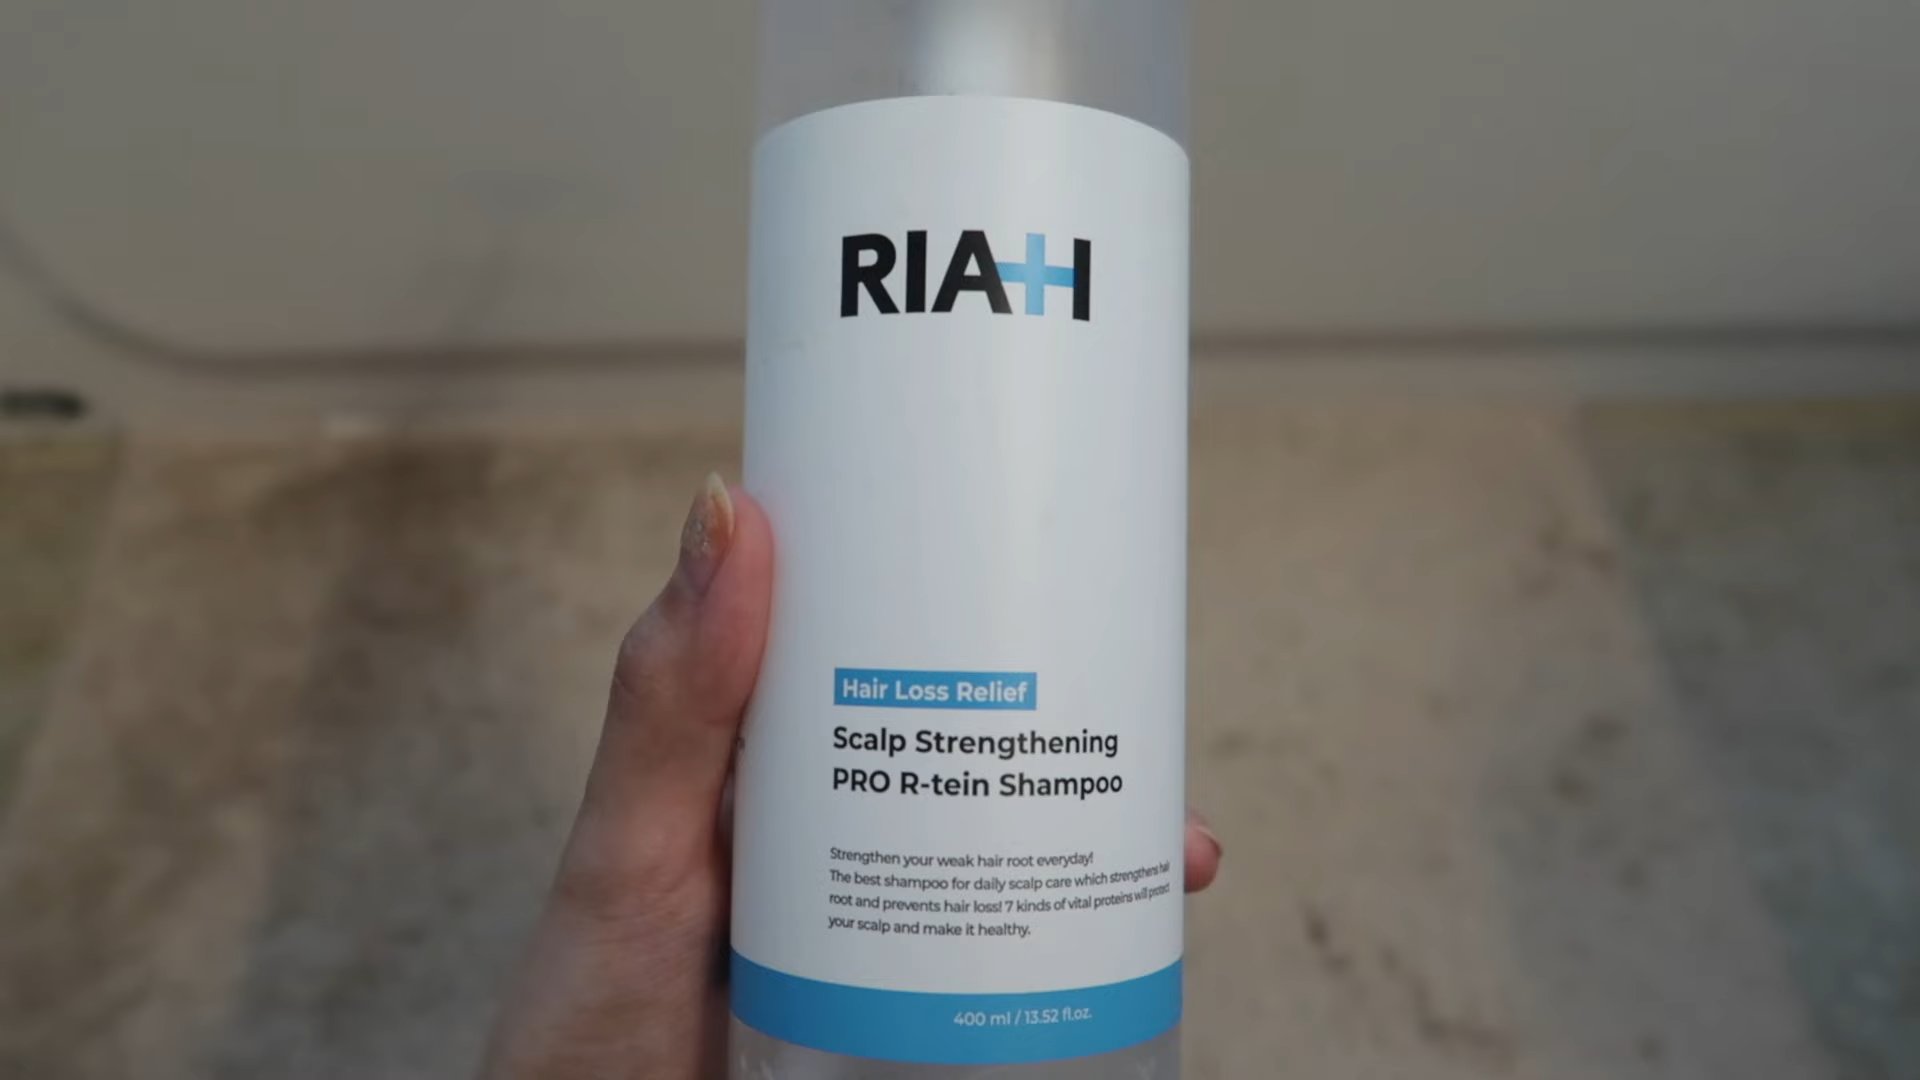 RIAH
Hair Loss Relief
Scalp Strengthening
PRO R-tein Shampoo
Strengthen your weak hair root everyday!
The best shampoo for daily scalp care which strengthens hair
root and prevents hair loss! 7 kinds of vital proteins will protect
your scalp and make it healthy.
400 ml / 13.52 fl.oz.